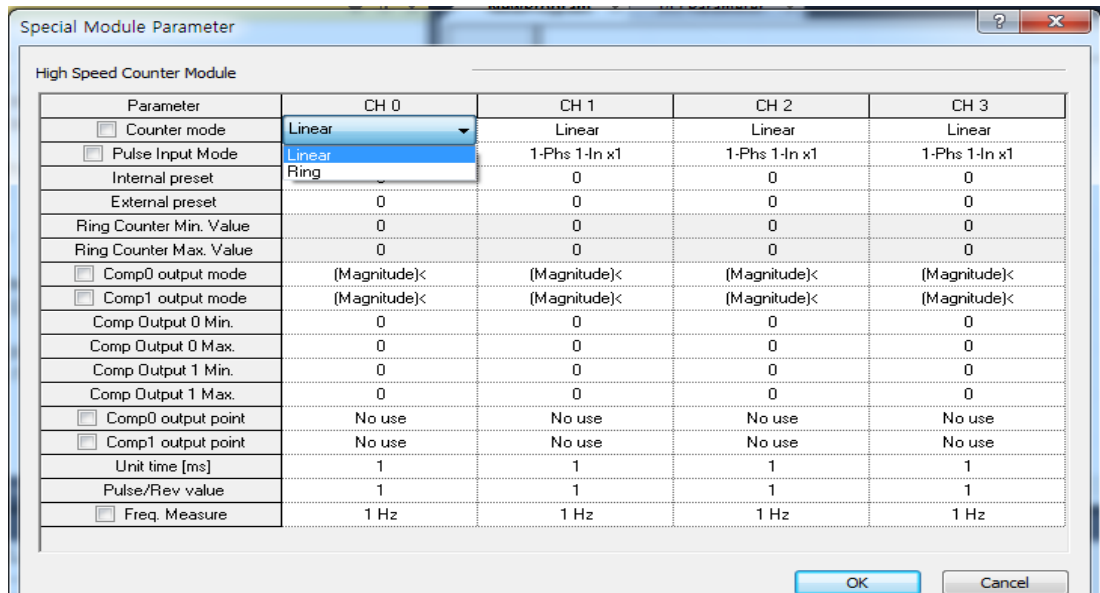 Special Module Parameter
High Speed Counter Module
Parameter CH 0 CH 1 CH 2 CH 3
Counter mode Linear Linear Linear Linear
Linear
Ring
Pulse Input Mode 1-Phs 1-In x1 1-Phs 1-In x1 1-Phs 1-In x1
Internal preset 0 0 0
External preset 0 0 0 0
Ring Counter Min. Value 0 0 0 0
Ring Counter Max. Value 0 0 0 0
Comp0 output mode (Magnitude)< (Magnitude)< (Magnitude)< (Magnitude)<
Comp1 output mode (Magnitude)< (Magnitude)< (Magnitude)< (Magnitude)<
Comp Output 0 Min. 0 0 0 0
Comp Output 0 Max. 0 0 0 0
Comp Output 1 Min. 0 0 0 0
Comp Output 1 Max. 0 0 0 0
Comp0 output point No use No use No use No use
Comp1 output point No use No use No use No use
Unit time [ms] 1 1 1 1
Pulse/Rev value 1 1 1 1
Freq. Measure 1 Hz 1 Hz 1 Hz 1 Hz
OK Cancel